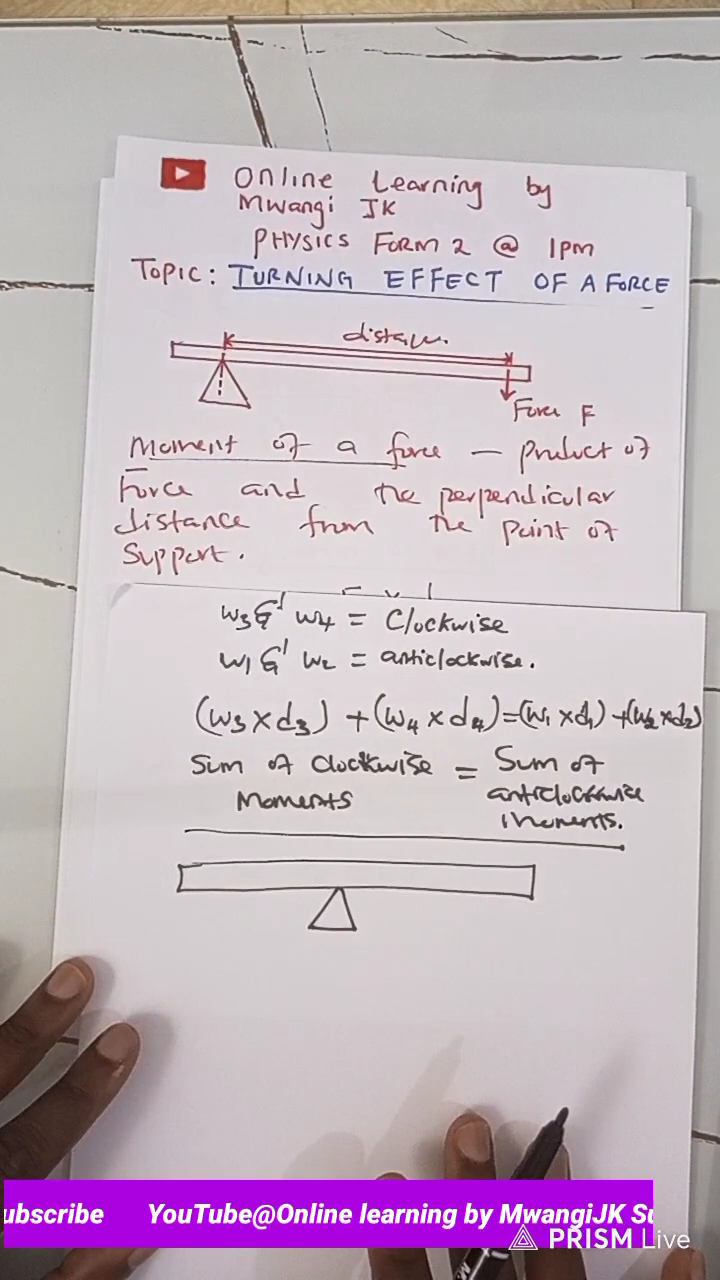 Online Learning by
Mwangi JK
PHYSICS FORM 2 @ 1pm
TOPIC: TURNING EFFECT OF A FORCE
Force F
Moment of a force — product of
Force and the perpendicular
distance from the point of
Support.
W3 & W4 = Clockwise
W1 & W2 = anticlockwise.
(W3 x d3) + (W4 x d4) = (W1 x d1) + (W2 x d2)
Sum of Clockwise = Sum of
Moments anticlockwise
moments.
ubscribe YouTube@Online learning by MwangiJK Su
PRISM Live